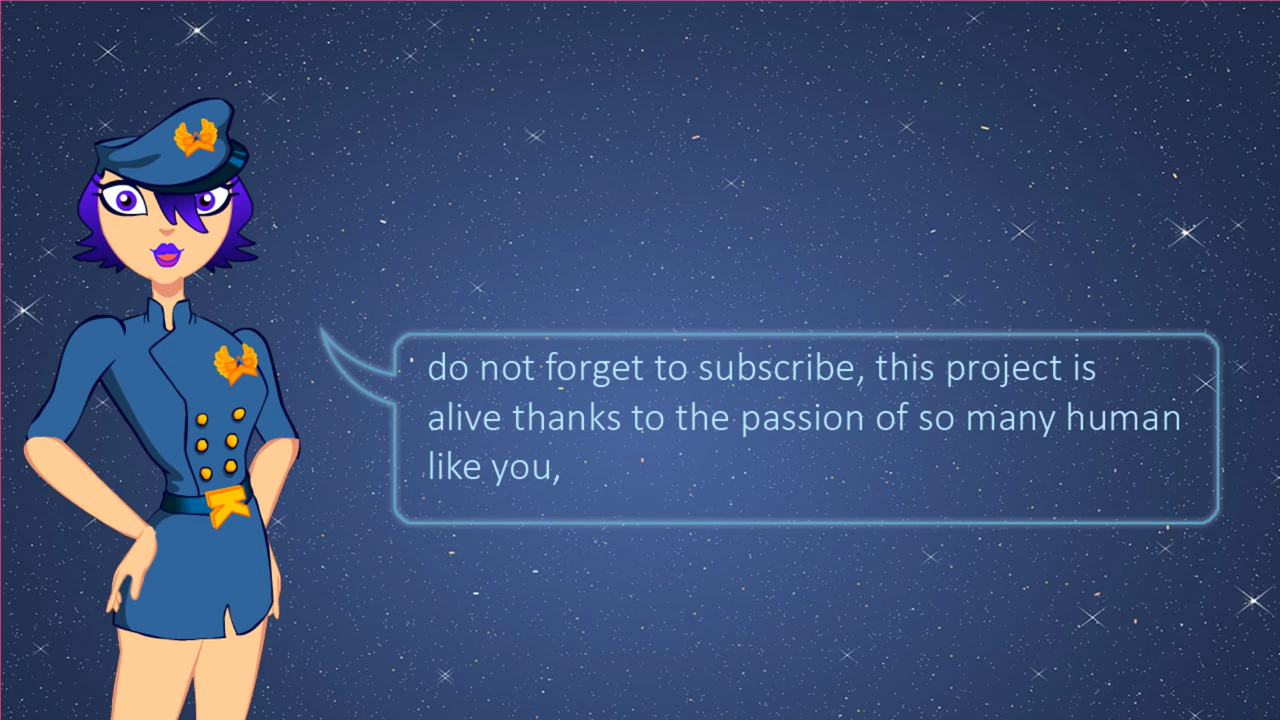 do not forget to subscribe, this project is
alive thanks to the passion of so many human
like you,